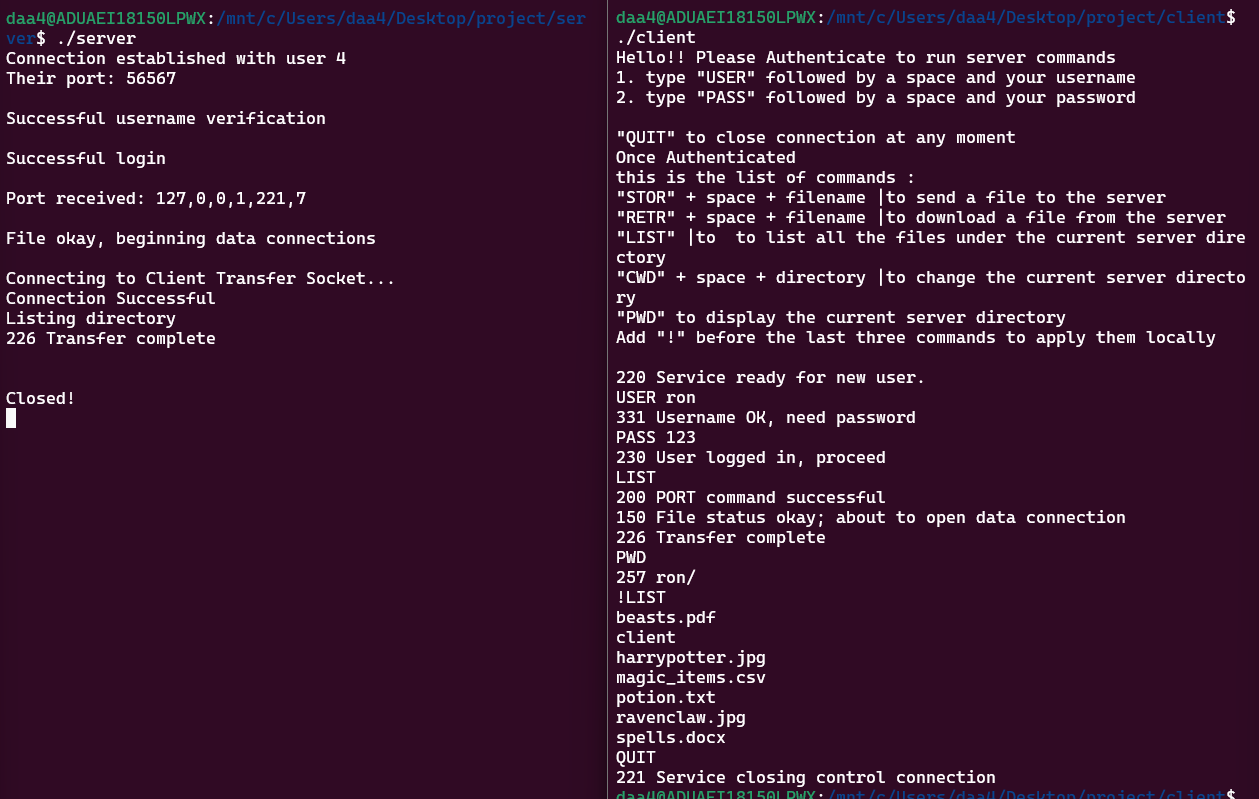 daa4@ADUAEI18150LPWX:/mnt/c/Users/daa4/Desktop/project/ser
ver$ ./server
Connection established with user 4
Their port: 56567
Successful username verification
Successful login
Port received: 127,0,0,1,221,7
File okay, beginning data connections
Connecting to Client Transfer Socket...
Connection Successful
Listing directory
226 Transfer complete
Closed!
daa4@ADUAEI18150LPWX:/mnt/c/Users/daa4/Desktop/project/client$
./client
Hello!! Please Authenticate to run server commands
1. type "USER" followed by a space and your username
2. type "PASS" followed by a space and your password
"QUIT" to close connection at any moment
Once Authenticated
this is the list of commands :
"STOR" + space + filename |to send a file to the server
"RETR" + space + filename |to download a file from the server
"LIST" |to  to list all the files under the current server dire
ctory
"CWD" + space + directory |to change the current server directo
ry
"PWD" to display the current server directory
Add "!" before the last three commands to apply them locally
220 Service ready for new user.
USER ron
331 Username OK, need password
PASS 123
230 User logged in, proceed
LIST
200 PORT command successful
150 File status okay; about to open data connection
226 Transfer complete
PWD
257 ron/
!LIST
beasts.pdf
client
harrypotter.jpg
magic_items.csv
potion.txt
ravenclaw.jpg
spells.docx
QUIT
221 Service closing control connection
daa4@ADUAEI18150LPWX:/mnt/c/Users/daa4/Desktop/project/client$